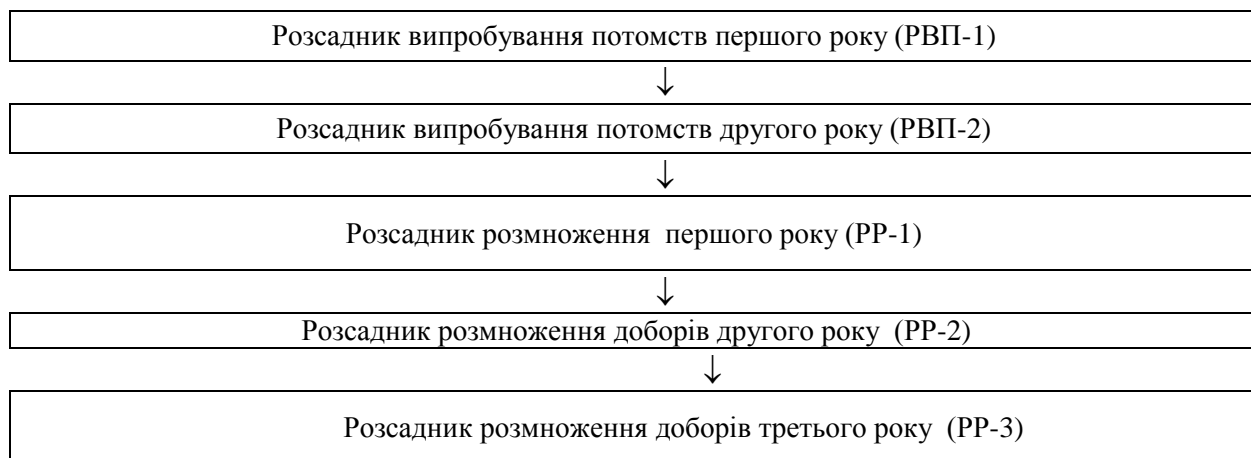 Розсадник випробування потомств першого року (РВП-1)
↓
Розсадник випробування потомств другого року (РВП-2)
↓
Розсадник розмноження першого року (РР-1)
↓
Розсадник розмноження доборів другого року (РР-2)
↓
Розсадник розмноження доборів третього року (РР-3)